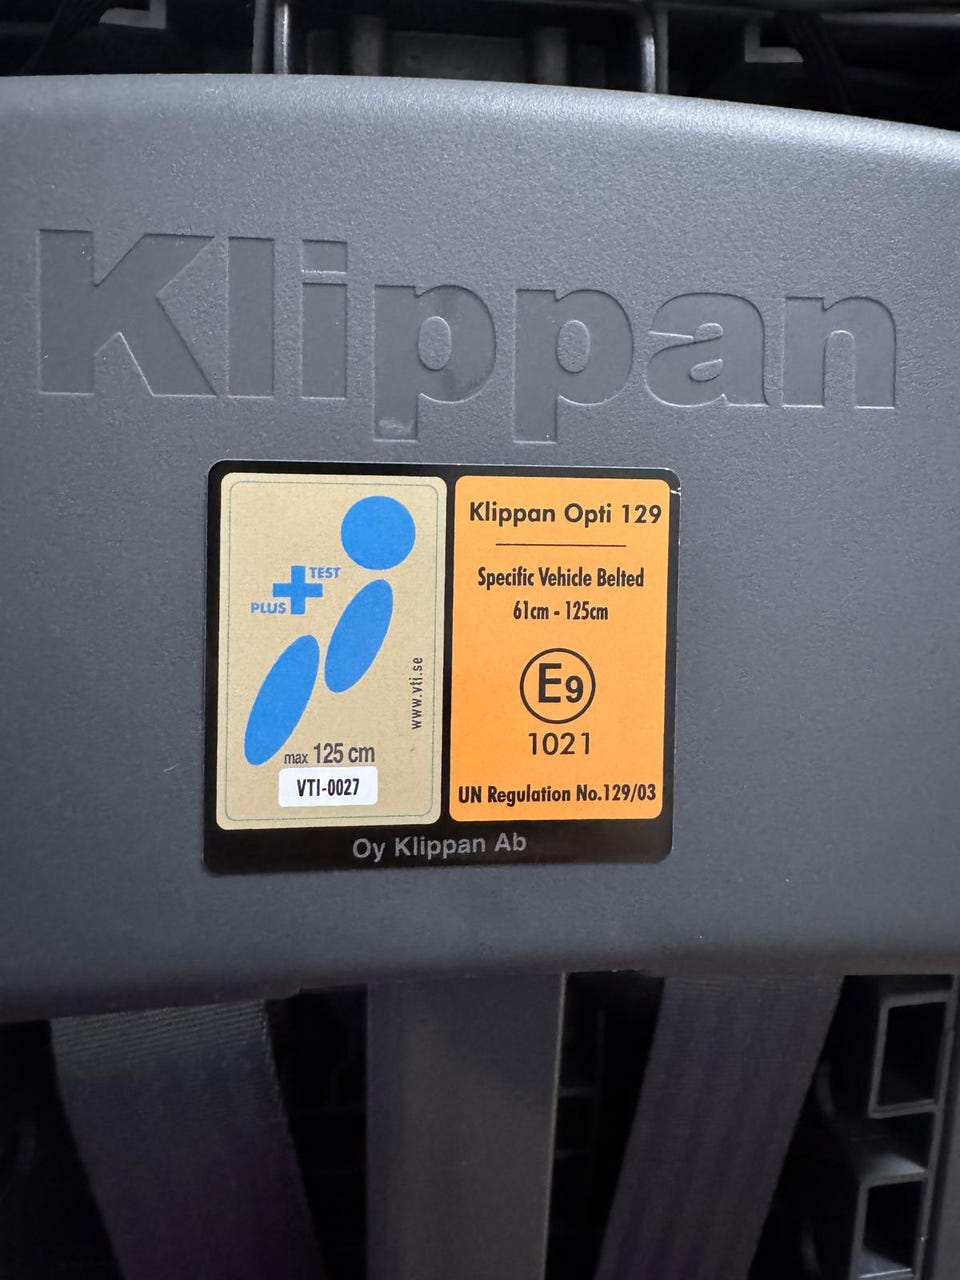 Klippan
PLUS TEST
www.vti.se
max 125 cm
VTI-0027
Klippan Opti 129
Specific Vehicle Belted
61cm - 125cm
E9
1021
UN Regulation No.129/03
Oy Klippan Ab